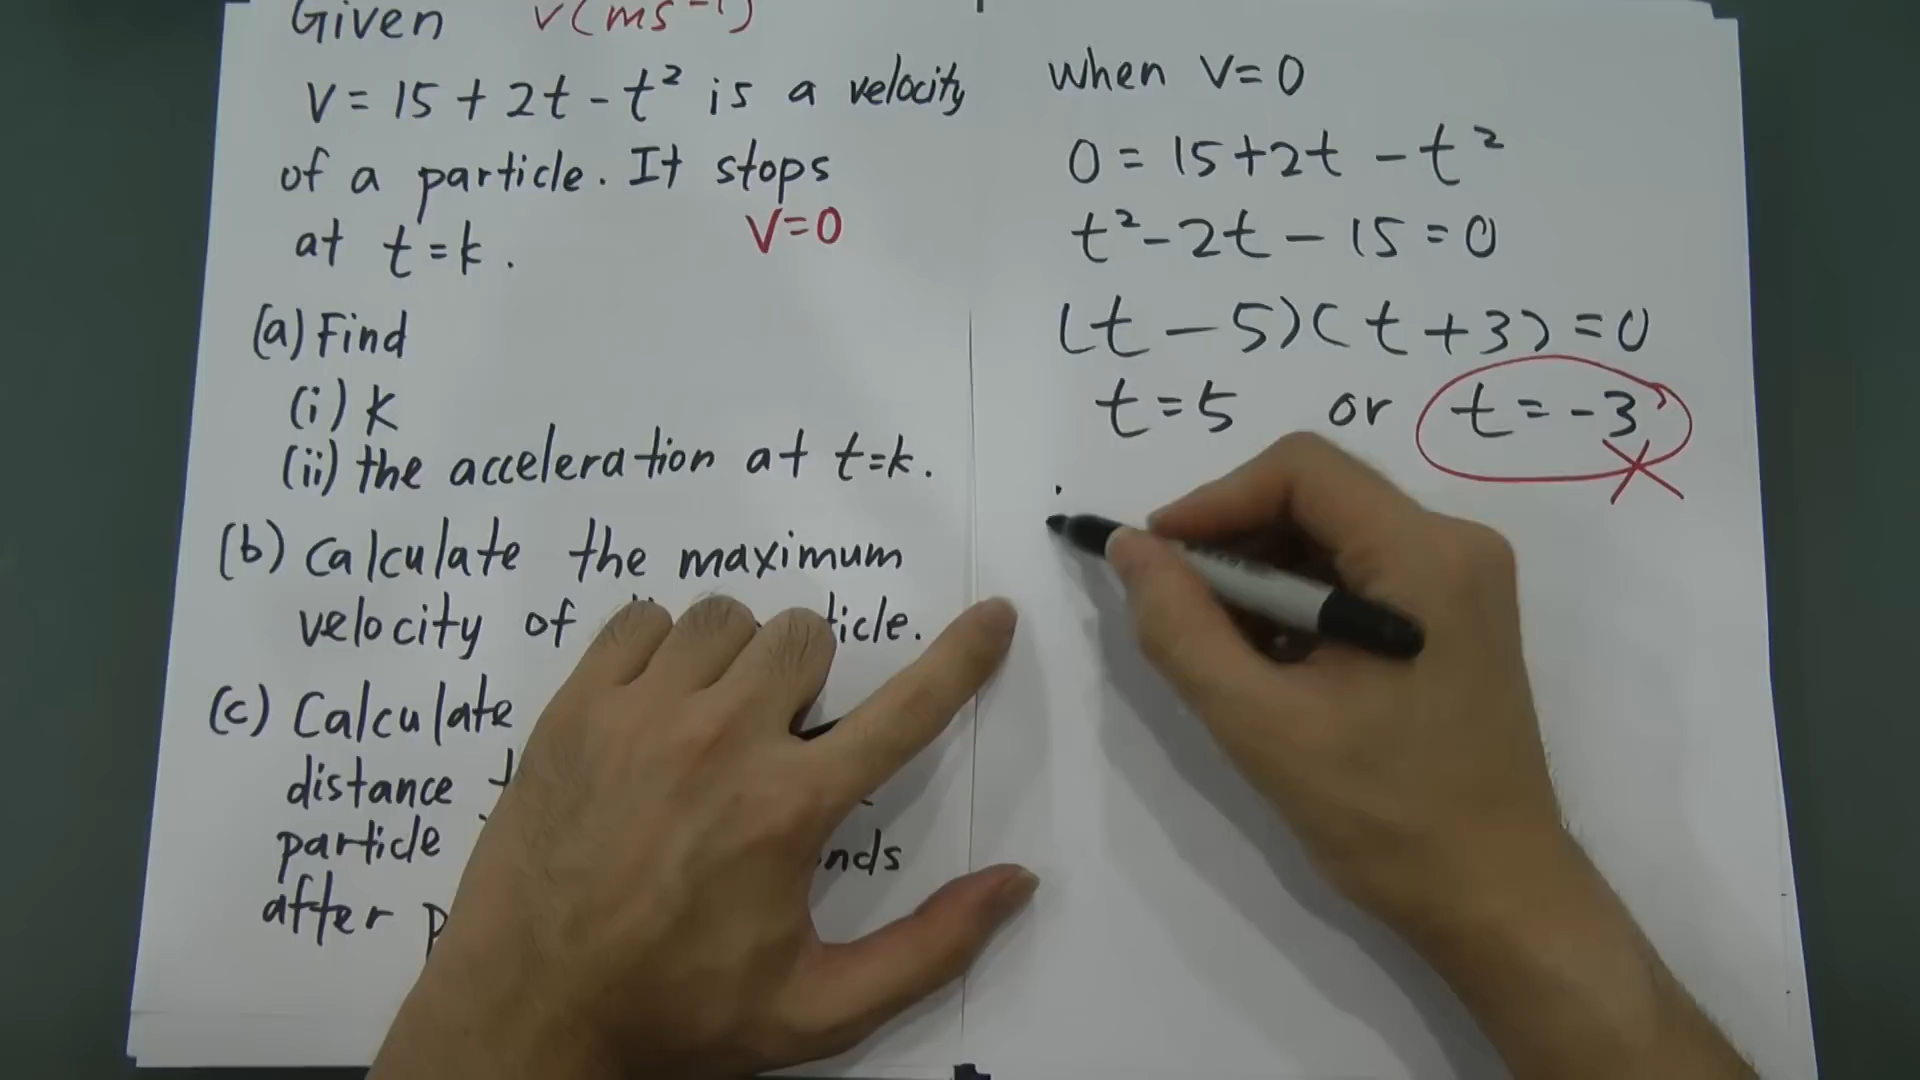 Given v(ms⁻¹)
v = 15 + 2t - t² is a velocity
of a particle. It stops
v=0
at t=k.
(a) Find
(i) k
(ii) the acceleration at t=k.
(b) Calculate the maximum
velocity of
(c) Calculate
distance
particle
after
when v=0
0 = 15+2t - t²
t² - 2t - 15 = 0
(t - 5)(t + 3) = 0
t = 5 or t = -3